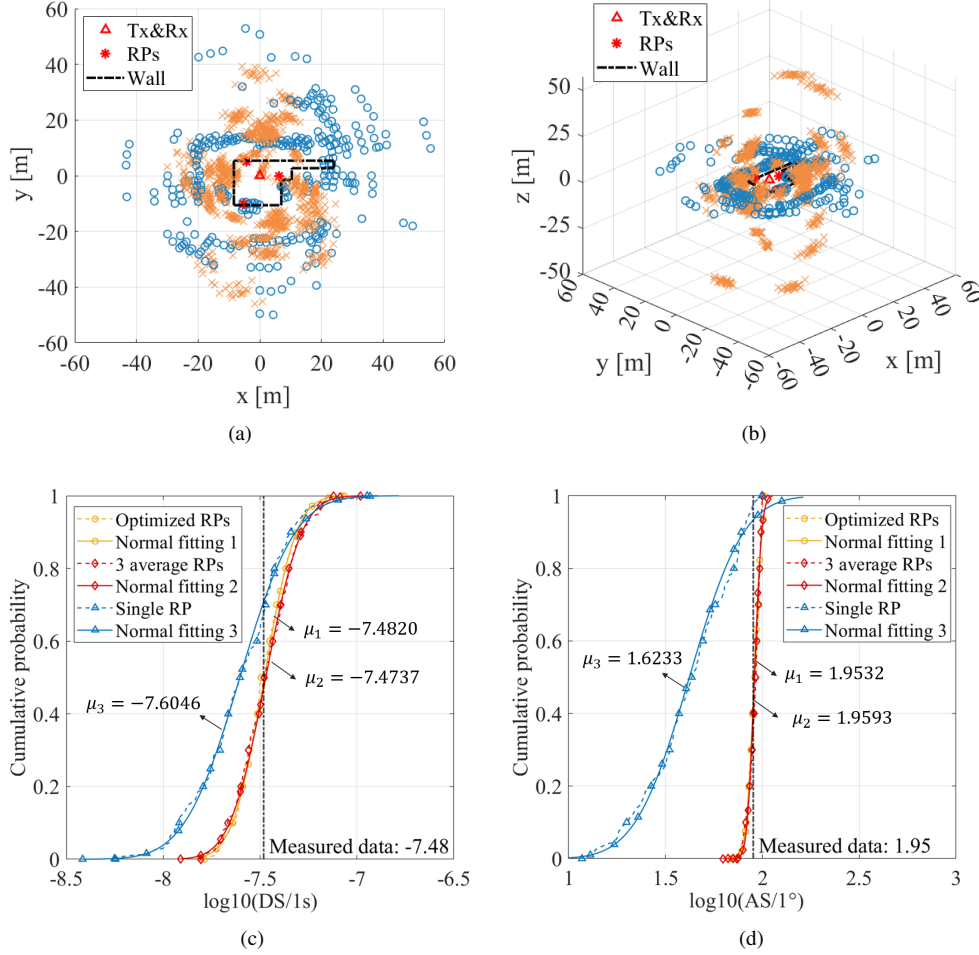 60
40
20
0
-20
-40
-60
y [m]
-60 -40 -20 0 20 40 60
x [m]
Tx&Rx
RPs
Wall
(a)
Tx&Rx
RPs
Wall
50
25
0
-25
-50
z [m]
60 40 20 0 -20 -40 -60
y [m]
-60 -40 -20 0 20 40 60
x [m]
(b)
1
0.8
0.6
0.4
0.2
0
Cumulative probability
Optimized RPs
Normal fitting 1
3 average RPs
Normal fitting 2
Single RP
Normal fitting 3
μ1 = −7.4820
μ2 = −7.4737
μ3 = −7.6046
Measured data: -7.48
-8.5 -8 -7.5 -7 -6.5
log10(DS/1s)
(c)
1
0.8
0.6
0.4
0.2
0
Cumulative probability
Optimized RPs
Normal fitting 1
3 average RPs
Normal fitting 2
Single RP
Normal fitting 3
μ3 = 1.6233
μ1 = 1.9532
μ2 = 1.9593
Measured data: 1.95
1 1.5 2 2.5 3
log10(AS/1°)
(d)